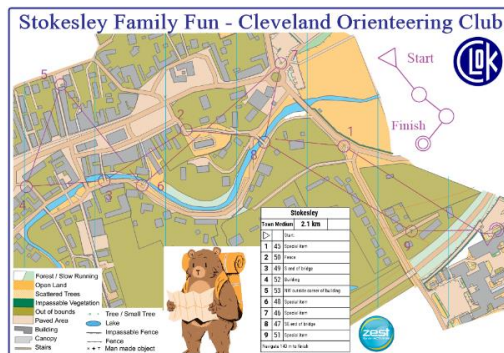 Stokesley Family Fun - Cleveland Orienteering Club
CLOK
Start
Finish
5
7
2
1
8
3
6
4
9
Stokesley
Town Medium 2.1 km
Start
1 45 Special item
2 50 Fence
3 49 S end of bridge
4 52 Building
5 53 NW outside corner of building
6 48 Special item
7 46 Special item
8 47 SE end of bridge
9 51 Special item
Navigate 140 m to finish
Forest / Slow Running
Open Land
Scattered Trees
Impassable Vegetation
Out of bounds
Paved Area
Building
Canopy
Stairs
Tree / Small Tree
Lake
Impassable Fence
Fence
Man made object
zest